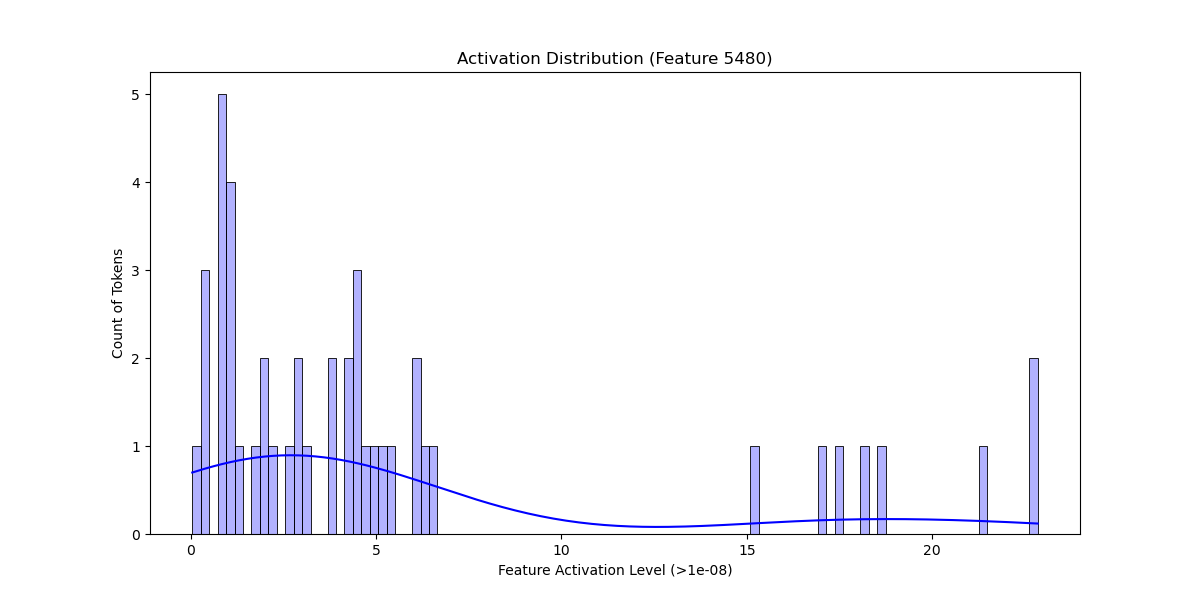 Activation Distribution (Feature 5480)
Count of Tokens
5
4
3
2
1
0
0 5 10 15 20
Feature Activation Level (>1e-08)